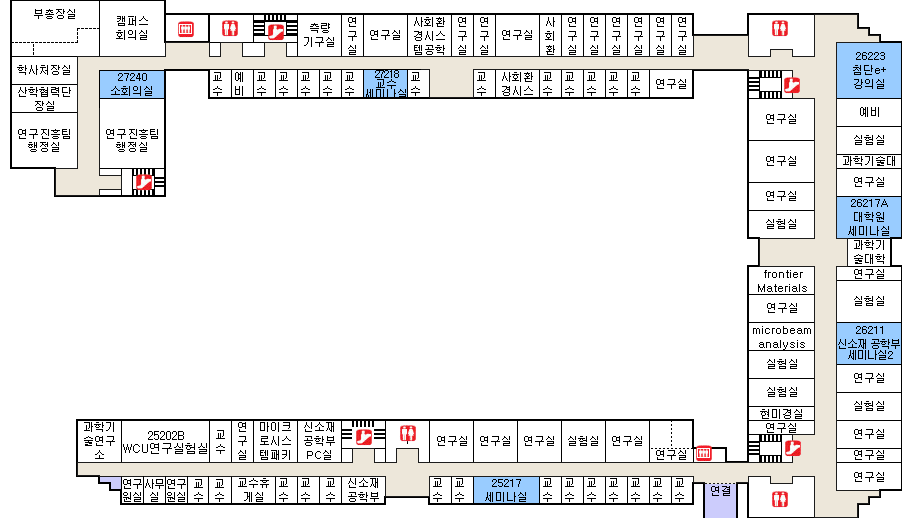 부총장실
캠퍼스
회의실
측량
기구실
연
구
실
연구실
사회환
경시스
템공학
연
구
실
연
구
실
연구실
사
회
환
연
구
실
연
구
실
연
구
실
연
구
실
연
구
실
연
구
실
학사처장실
산학협력단
장실
연구진흥팀
행정실
27240
소회의실
연구진흥팀
행정실
교
수
예
비
교
수
교
수
교
수
교
수
교
수
27218
교수
세미나실
교
수
교
수
사회환
경시스
교
수
교
수
교
수
교
수
교
수
연구실
26223
첨단e+
강의실
예비
실험실
과학기술대
연구실
26217A
대학원
세미나실
과학기
술대학
연구실
실험실
26211
신소재 공학부
세미나실2
연구실
실험실
연구실
연구실
연구실
연구실
연구실
연구실
실험실
frontier
Materials
연구실
microbeam
analysis
실험실
실험실
현미경실
연구실
과학기
술연구
소
25202B
WCU연구실험실
교
수
연
구
실
마이크
로시스
템패키
신소재
공학부
PC실
연구실
연구실
연구실
실험실
연구실
연구실
연구
원실
사무
실
연구
원실
교
수
교
수
교수휴
게실
교
수
교
수
교
수
신소재
공학부
교
수
교
수
25217
세미나실
교
수
교
수
교
수
교
수
교
수
교
수
교
수
연결